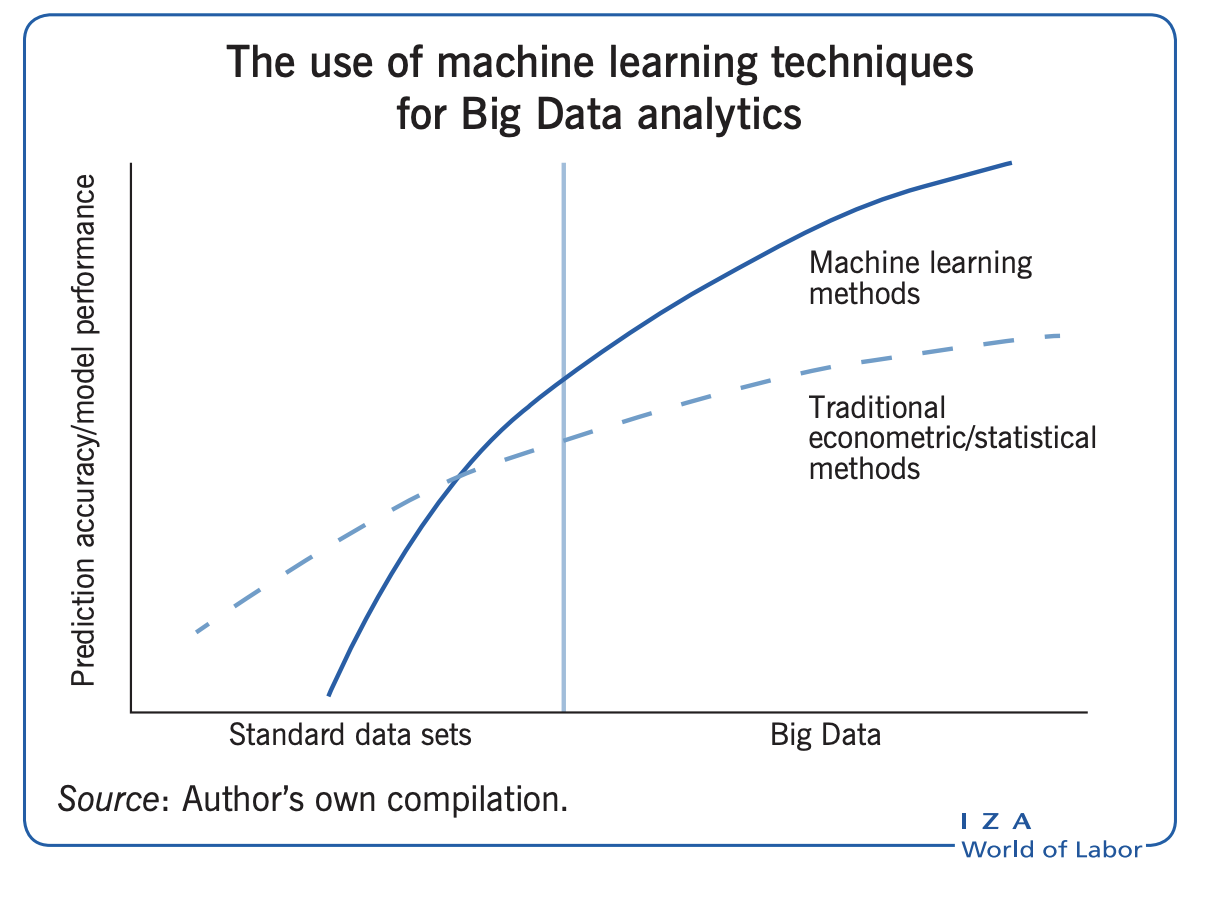 The use of machine learning techniques
for Big Data analytics
Prediction accuracy/model performance
Machine learning
methods
Traditional
econometric/statistical
methods
Standard data sets
Big Data
Source: Author’s own compilation.
I Z A
World of Labor